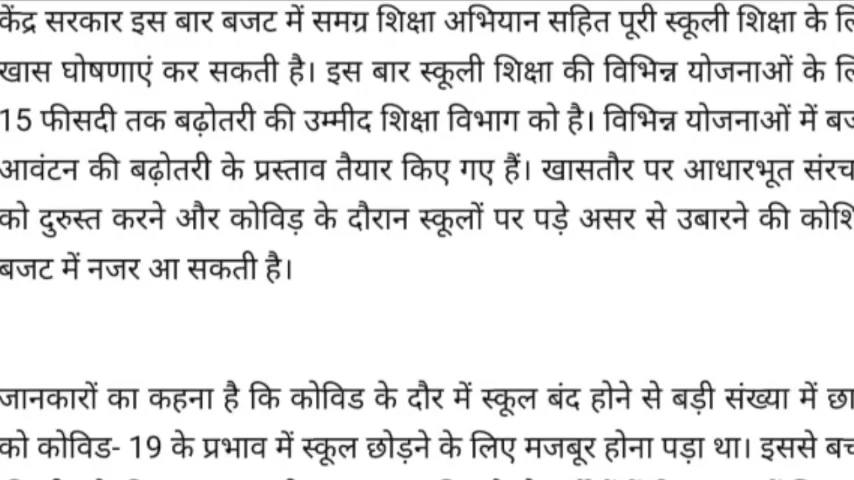 केंद्र सरकार इस बार बजट में समग्र शिक्षा अभियान सहित पूरी स्कूली शिक्षा के
खास घोषणाएं कर सकती है। इस बार स्कूली शिक्षा की विभिन्न योजनाओं के
15 फीसदी तक बढ़ोतरी की उम्मीद शिक्षा विभाग को है। विभिन्न योजनाओं में
आवंटन की बढ़ोतरी के प्रस्ताव तैयार किए गए हैं। खासतौर पर आधारभूत
को दुरुस्त करने और कोविड़ के दौरान स्कूलों पर पड़े असर से उबारने की
बजट में नजर आ सकती है।
जानकारों का कहना है कि कोविड के दौर में स्कूल बंद होने से बड़ी संख्या में
को कोविड- 19 के प्रभाव में स्कूल छोड़ने के लिए मजबूर होना पड़ा था। इससे